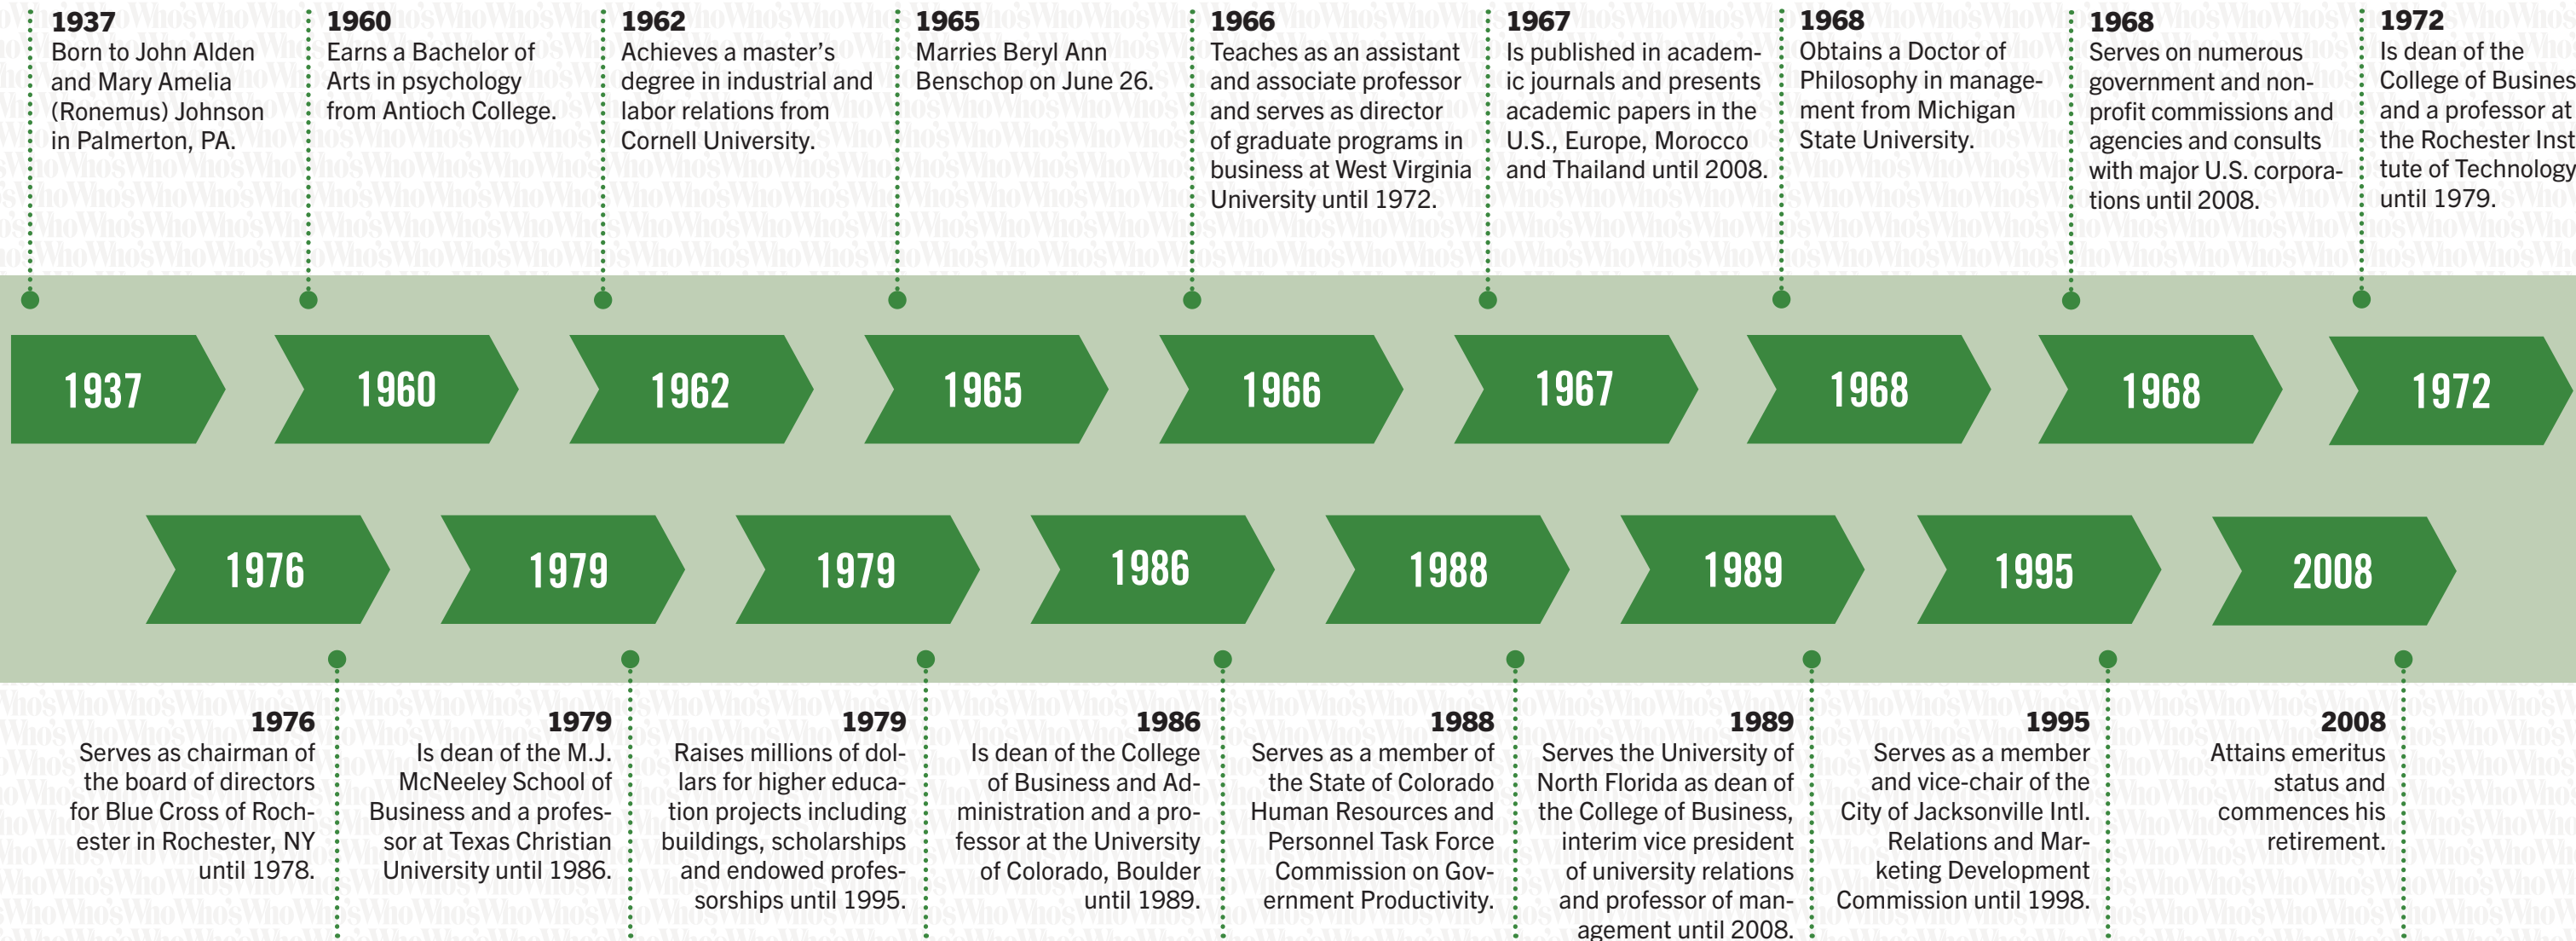 1937
Born to John Alden
and Mary Amelia
(Ronemus) Johnson
in Palmerton, PA.
1960
Earns a Bachelor of
Arts in psychology
from Antioch College.
1962
Achieves a master's
degree in industrial and
labor relations from
Cornell University.
1965
Marries Beryl Ann
Benschop on June 26.
1966
Teaches as an assistant
and associate professor
and serves as director
of graduate programs in
business at West Virginia
University until 1972.
1967
Is published in academ-
ic journals and presents
academic papers in the
U.S., Europe, Morocco
and Thailand until 2008.
1968
Obtains a Doctor of
Philosophy in manage-
ment from Michigan
State University.
1968
Serves on numerous
government and non-
profit commissions and
agencies and consults
with major U.S. corpora-
tions until 2008.
1972
Is dean of the
College of Busines
and a professor at
the Rochester Inst
tute of Technology
until 1979.
1937
1960
1962
1965
1966
1967
1968
1968
1972
1976
1979
1979
1986
1988
1989
1995
2008
1976
Serves as chairman of
the board of directors
for Blue Cross of Roch-
ester in Rochester, NY
until 1978.
1979
Is dean of the M.J.
McNeeley School of
Business and a profes-
sor at Texas Christian
University until 1986.
1979
Raises millions of dol-
lars for higher educa-
tion projects including
buildings, scholarships
and endowed profes-
sorships until 1995.
1986
Is dean of the College
of Business and Ad-
ministration and a pro-
fessor at the University
of Colorado, Boulder
until 1989.
1988
Serves as a member of
the State of Colorado
Human Resources and
Personnel Task Force
Commission on Gov-
ernment Productivity.
1989
Serves the University of
North Florida as dean of
the College of Business,
interim vice president
of university relations
and professor of man-
agement until 2008.
1995
Serves as a member
and vice-chair of the
City of Jacksonville Intl.
Relations and Mar-
keting Development
Commission until 1998.
2008
Attains emeritus
status and
commences his
retirement.